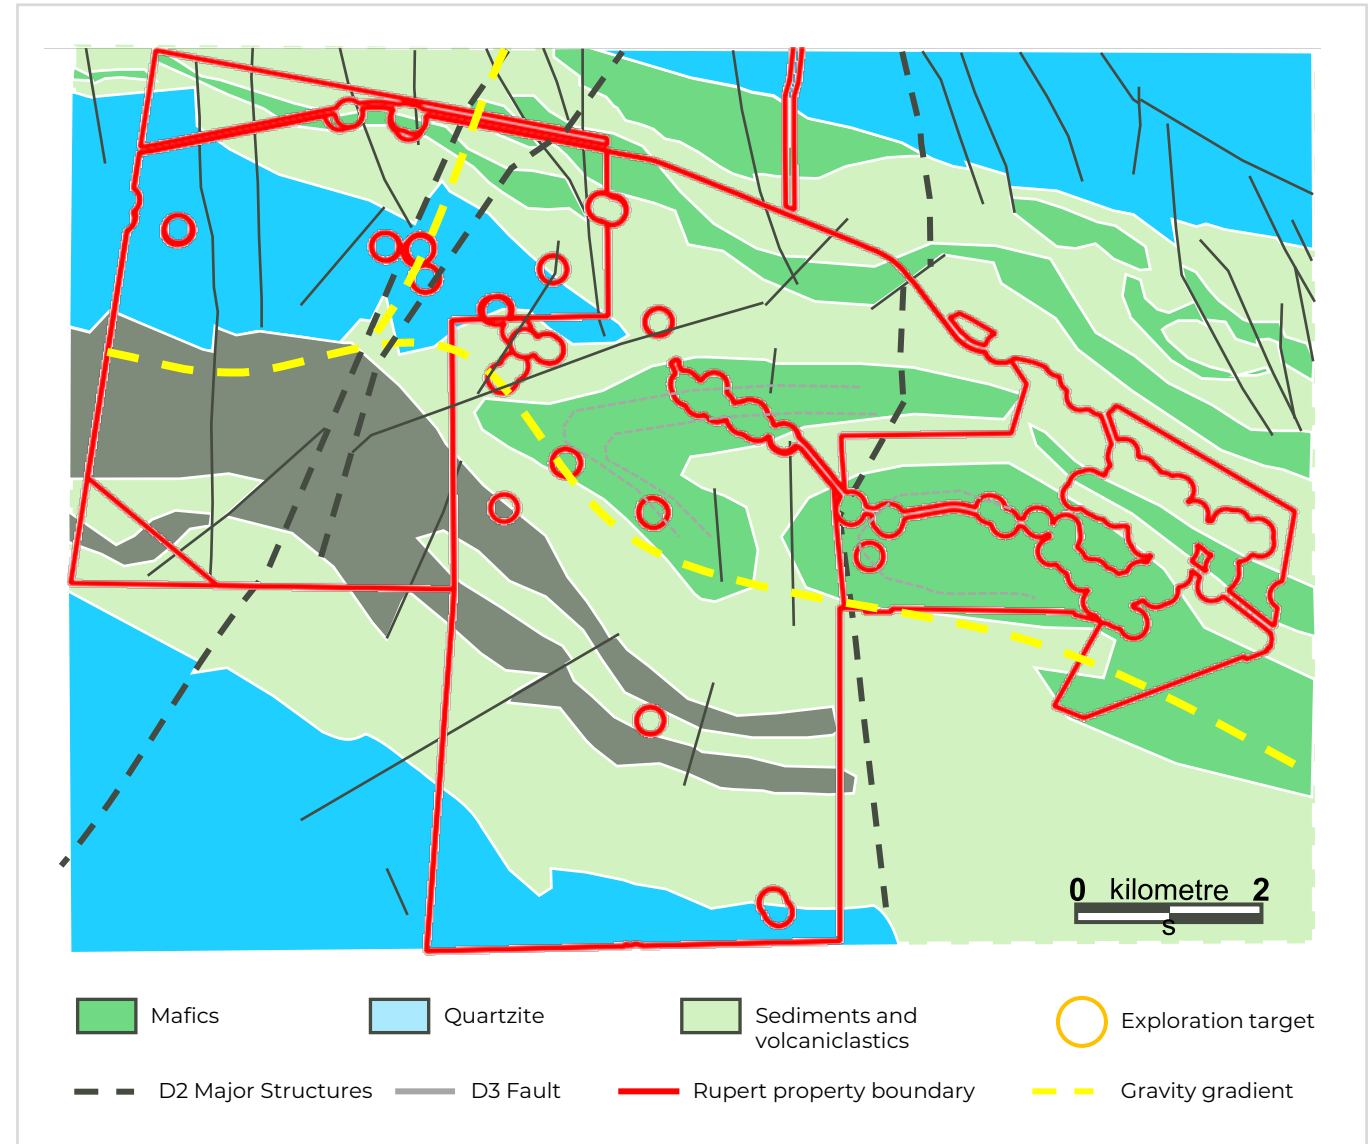 0 kilometre 2
s
Mafics
Quartzite
Sediments and
volcaniclastics
Exploration target
D2 Major Structures
D3 Fault
Rupert property boundary
Gravity gradient